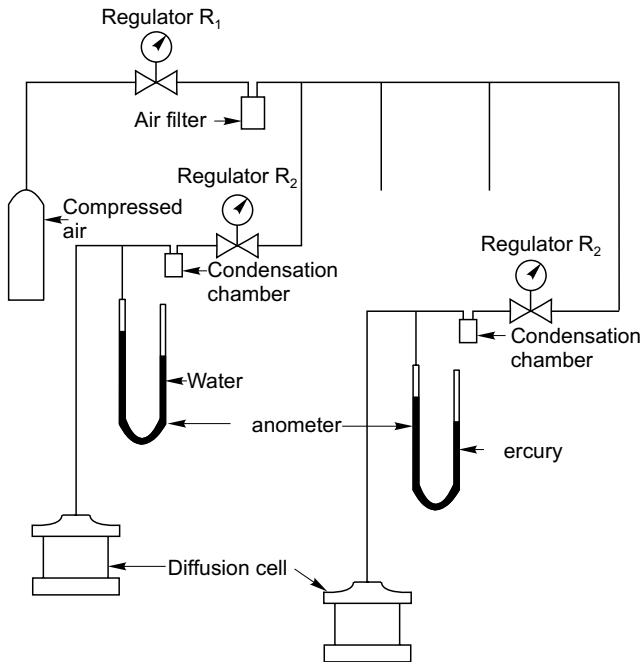 Regulator R1
Air filter
Regulator R2
Compressed
air
Condensation
chamber
Regulator R2
Condensation
chamber
Water
anometer
ercury
Diffusion cell